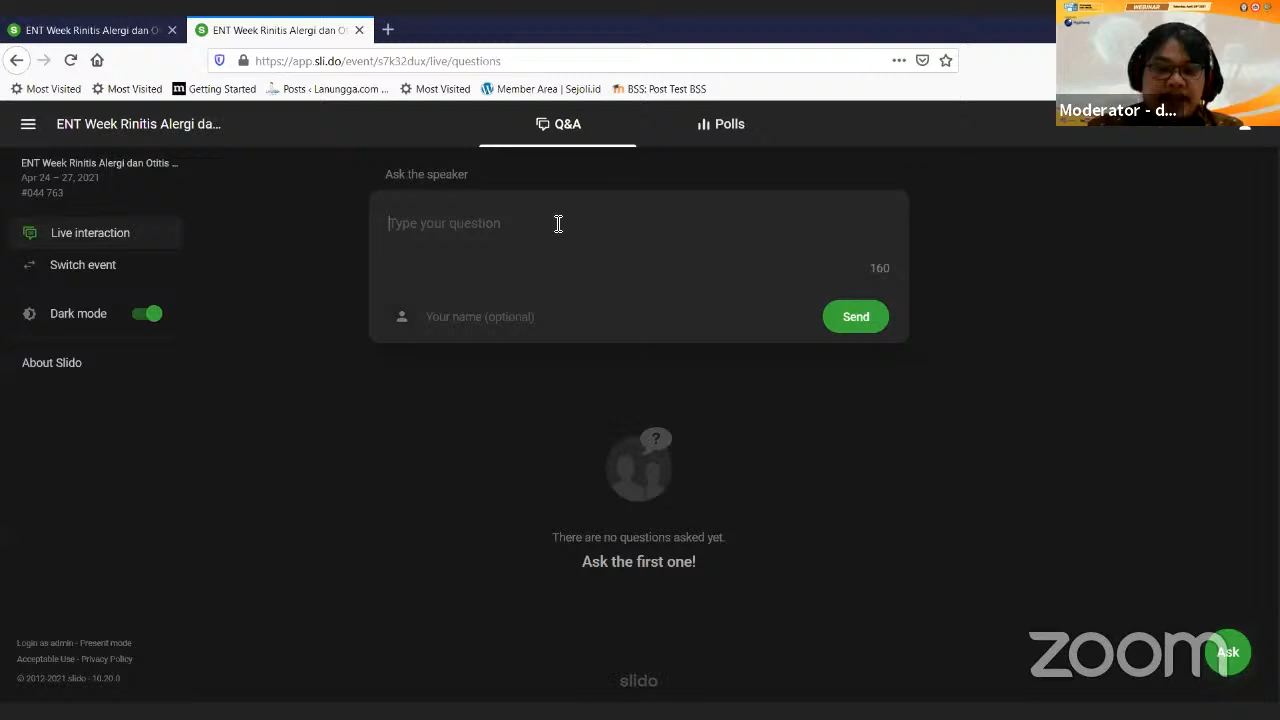 ENT Week Rinitis Alergi dan O
ENT Week Rinitis Alergi dan O
https://app.sli.do/event/s7k32dux/live/questions
Most Visited
Most Visited
Getting Started
Posts ‹ Lanungga.com ...
Most Visited
Member Area | Sejoli.id
BSS: Post Test BSS
WEBINAR
Saturday, April 24th 2021
Moderator - d...
ENT Week Rinitis Alergi da...
Q&A
Polls
ENT Week Rinitis Alergi dan Otitis ...
Apr 24 – 27, 2021
#044 763
Live interaction
Switch event
Dark mode
About Slido
Ask the speaker
Type your question
160
Your name (optional)
Send
?
There are no questions asked yet.
Ask the first one!
Login as admin - Present mode
Acceptable Use - Privacy Policy
© 2012-2021 slido - 10.20.0
slido
zoom
Ask